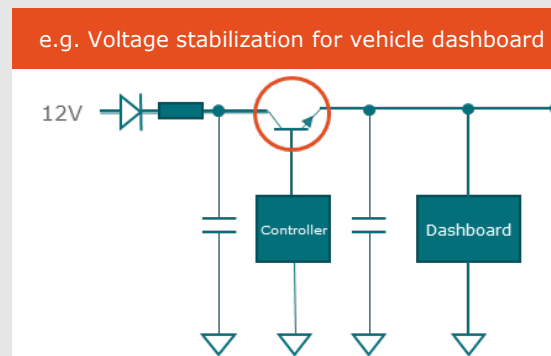 e.g. Voltage stabilization for vehicle dashboard
12V
Controller
Dashboard